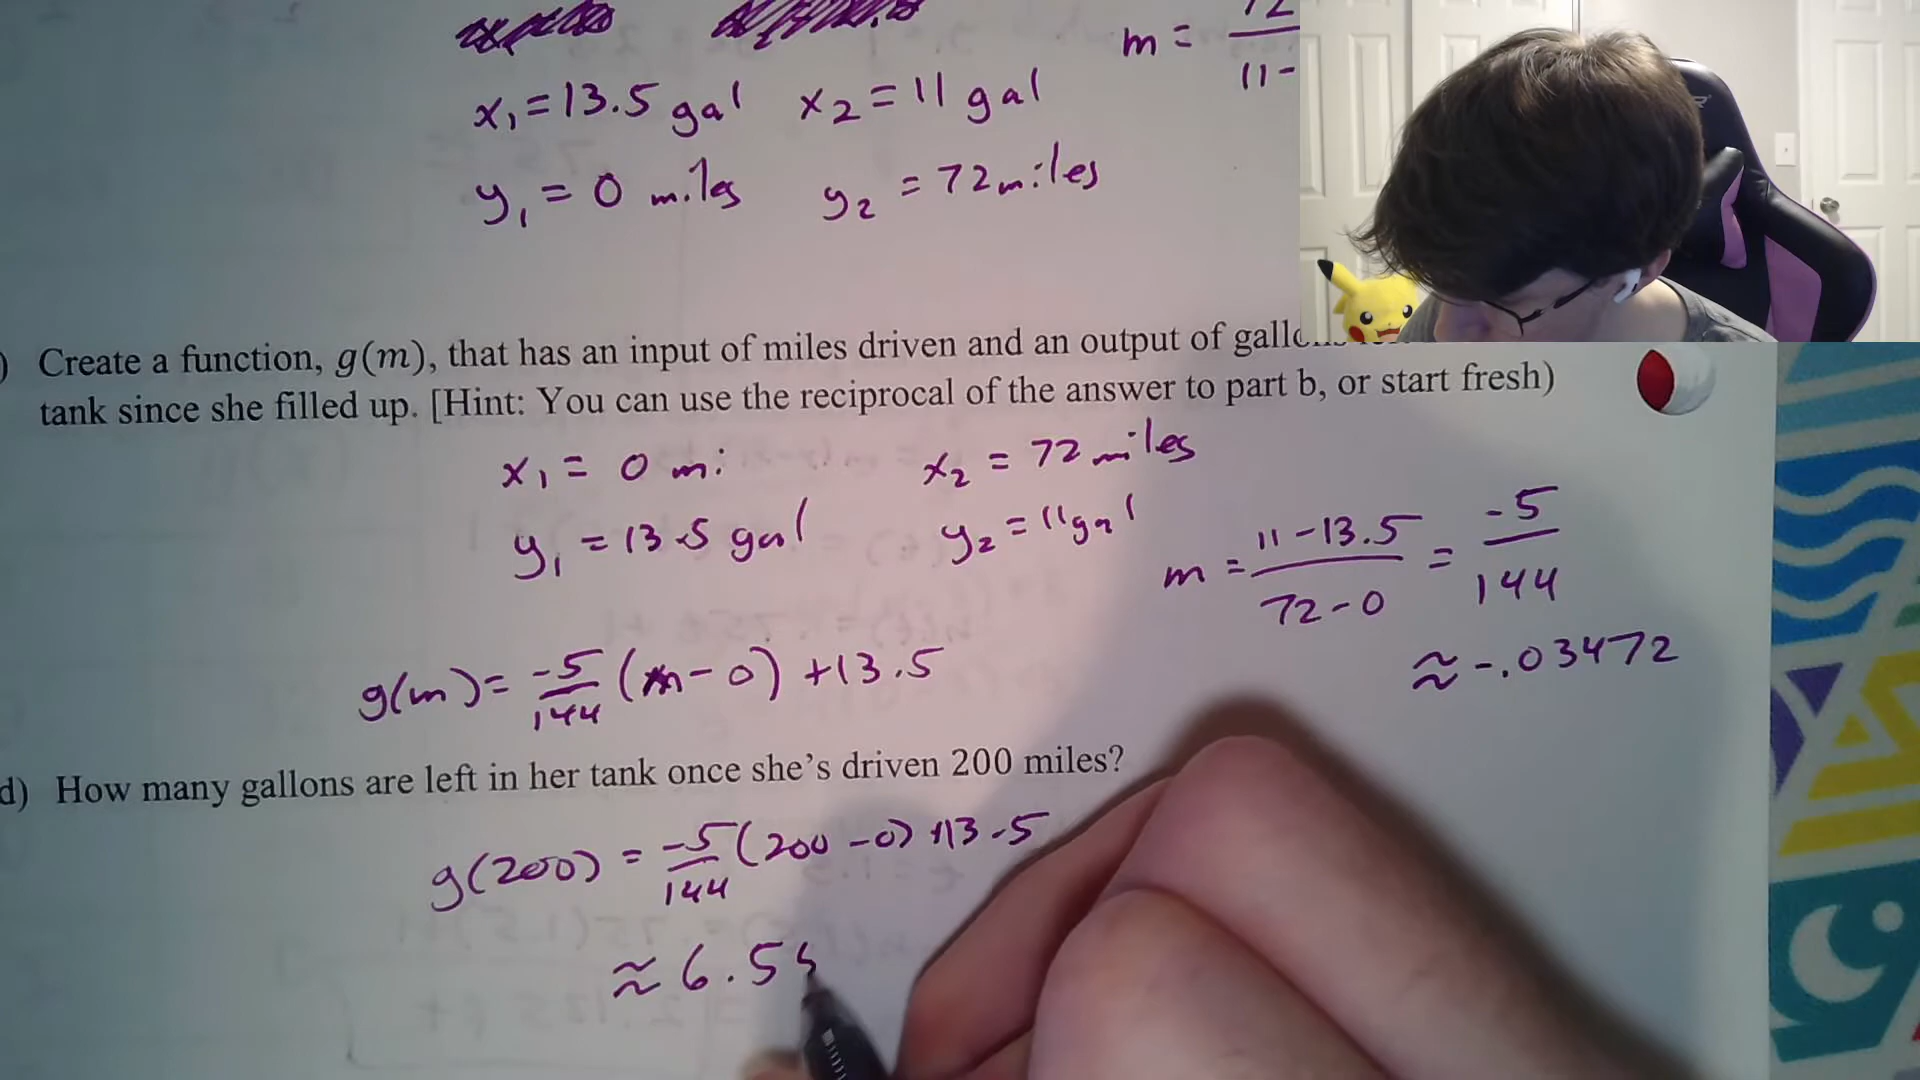 m = 72
11-
x₁ = 13.5 gal x₂ = 11 gal
y₁ = 0 miles y₂ = 72 miles
) Create a function, g(m), that has an input of miles driven and an output of
tank since she filled up. [Hint: You can use the reciprocal of the answer to part b, or start fresh)
x₁ = 0 mi x₂ = 72 miles
y₁ = 13.5 gal y₂ = 11 gal
m = (11-13.5)/(72-0) = -5/144
≈ -.03472
g(m) = -5/144 (m-0) +13.5
d) How many gallons are left in her tank once she's driven 200 miles?
g(200) = -5/144 (200-0) +13.5
≈ 6.5